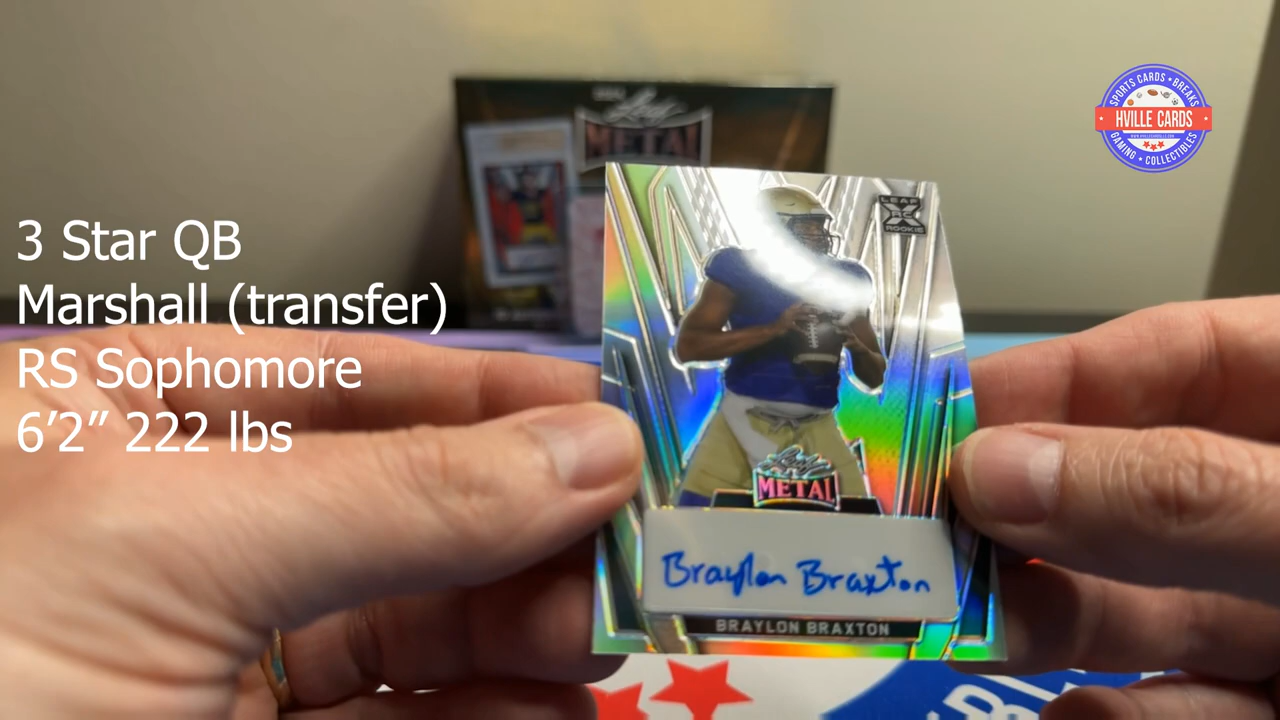 SPORTS CARDS • BREAKS
HVILLE CARDS
GAMING • COLLECTIBLES
Leaf
METAL
LEAF
X
RC
ROOKIE
3 Star QB
Marshall (transfer)
RS Sophomore
6’2” 222 lbs
Leaf
METAL
Braylon Braxton
BRAYLON BRAXTON